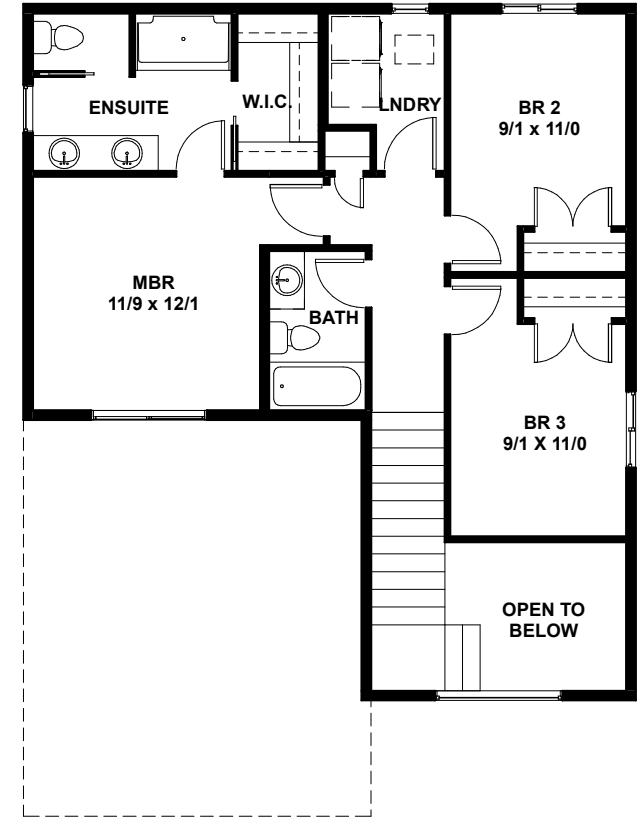 ENSUITE
W.I.C.
LNDRY
BR 2
9/1 x 11/0
MBR
11/9 x 12/1
BATH
BR 3
9/1 X 11/0
OPEN TO
BELOW